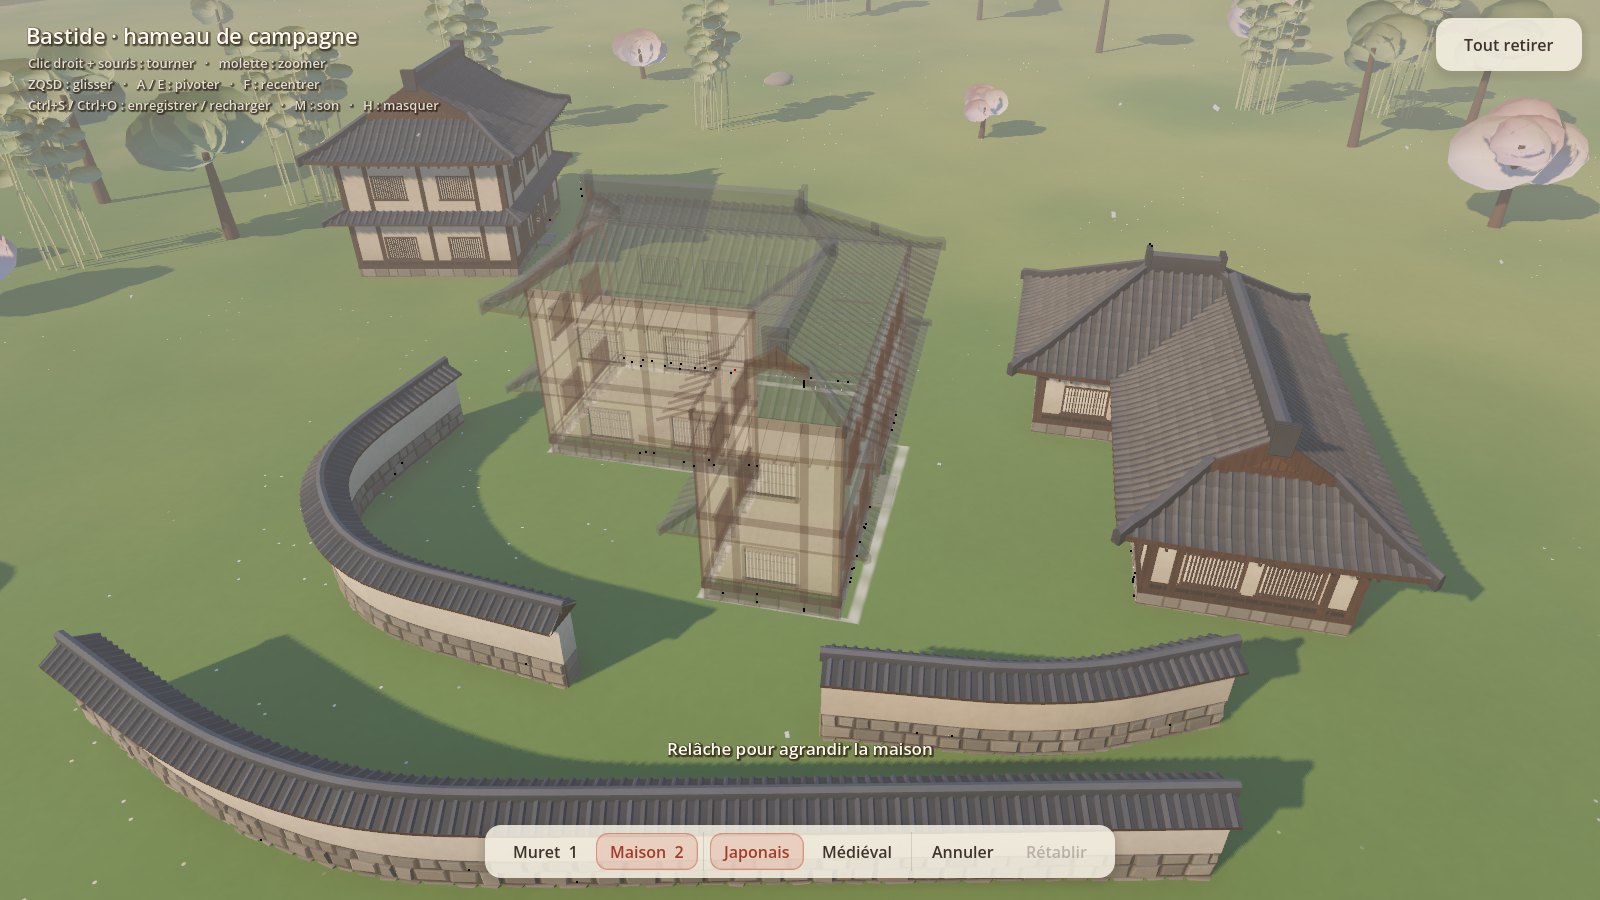 Bastide · hameau de campagne
Clic droit + souris : tourner · molette : zoomer
ZQSD : glisser · A / E : pivoter · F : recentrer
Ctrl+S / Ctrl+O : enregistrer / recharger · M : son · H : masquer
Tout retirer
Relâche pour agrandir la maison
Muret 1 Maison 2 Japonais Médiéval Annuler Rétablir